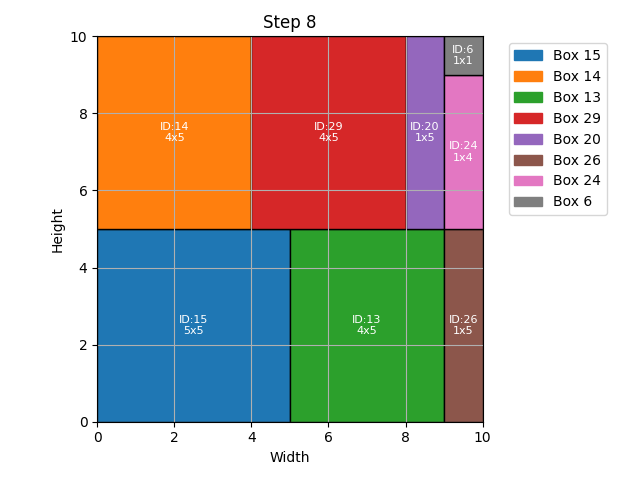 Step 8
Height
10
8
6
4
2
0
0 2 4 6 8 10
Width
ID:14
4x5
ID:29
4x5
ID:20
1x5
ID:6
1x1
ID:24
1x4
ID:15
5x5
ID:13
4x5
ID:26
1x5
Box 15
Box 14
Box 13
Box 29
Box 20
Box 26
Box 24
Box 6